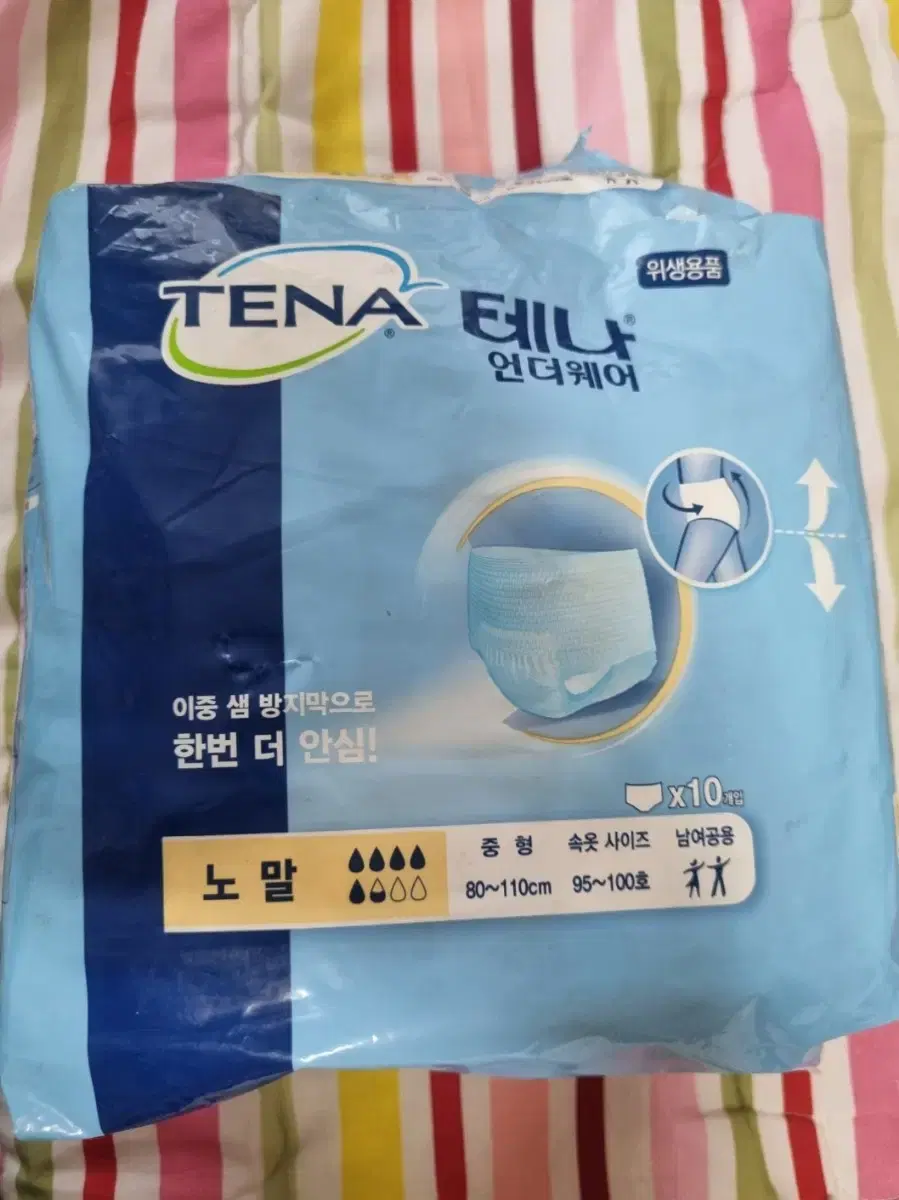 위생용품
TENA®
테나®
언더웨어
이중 샘 방지막으로
한번 더 안심!
x10개입
노말
중형
80~110cm
속옷 사이즈
95~100호
남여공용